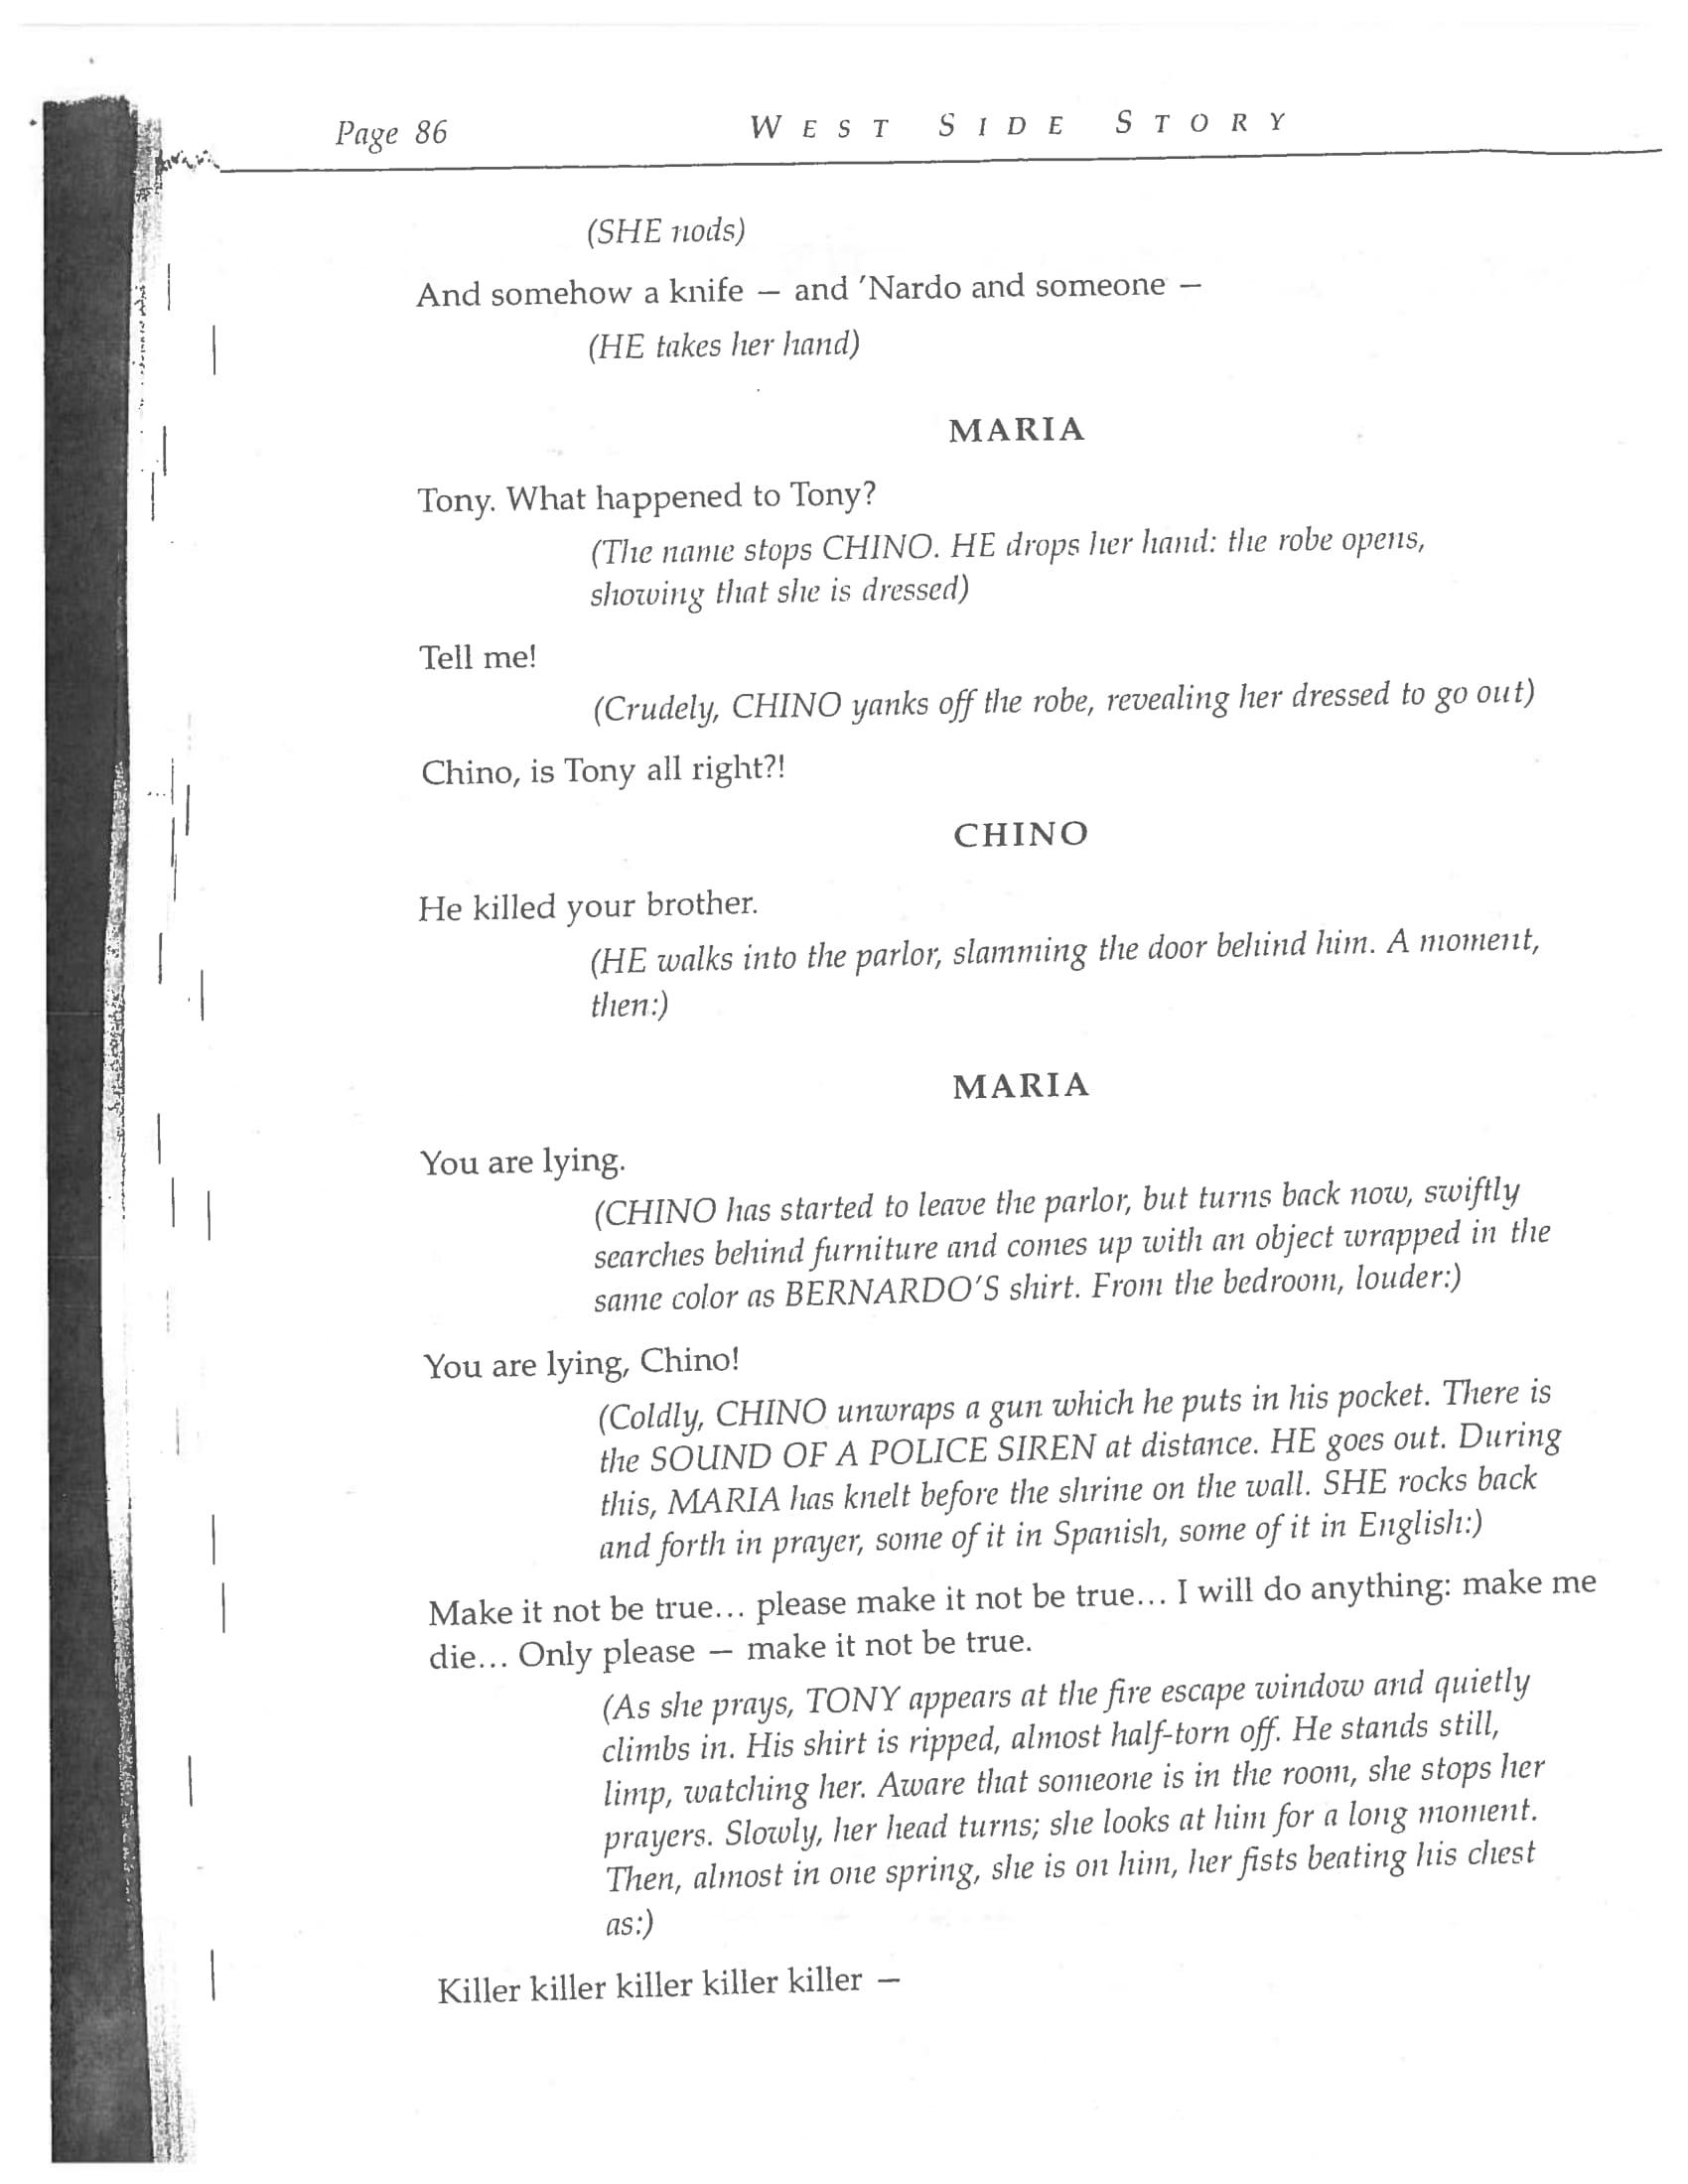 Page 86
WEST SIDE STORY
(SHE nods)
And somehow a knife — and 'Nardo and someone —
(HE takes her hand)
MARIA
Tony. What happened to Tony?
(The name stops CHINO. HE drops her hand: the robe opens,
showing that she is dressed)
Tell me!
(Crudely, CHINO yanks off the robe, revealing her dressed to go out)
Chino, is Tony all right?!
CHINO
He killed your brother.
(HE walks into the parlor, slamming the door behind him. A moment,
then:)
MARIA
You are lying.
(CHINO has started to leave the parlor, but turns back now, swiftly
searches behind furniture and comes up with an object wrapped in the
same color as BERNARDO'S shirt. From the bedroom, louder:)
You are lying, Chino!
(Coldly, CHINO unwraps a gun which he puts in his pocket. There is
the SOUND OF A POLICE SIREN at distance. HE goes out. During
this, MARIA has knelt before the shrine on the wall. SHE rocks back
and forth in prayer, some of it in Spanish, some of it in English:)
Make it not be true... please make it not be true... I will do anything: make me
die... Only please — make it not be true.
(As she prays, TONY appears at the fire escape window and quietly
climbs in. His shirt is ripped, almost half-torn off. He stands still,
limp, watching her. Aware that someone is in the room, she stops her
prayers. Slowly, her head turns; she looks at him for a long moment.
Then, almost in one spring, she is on him, her fists beating his chest
as:)
Killer killer killer killer killer —